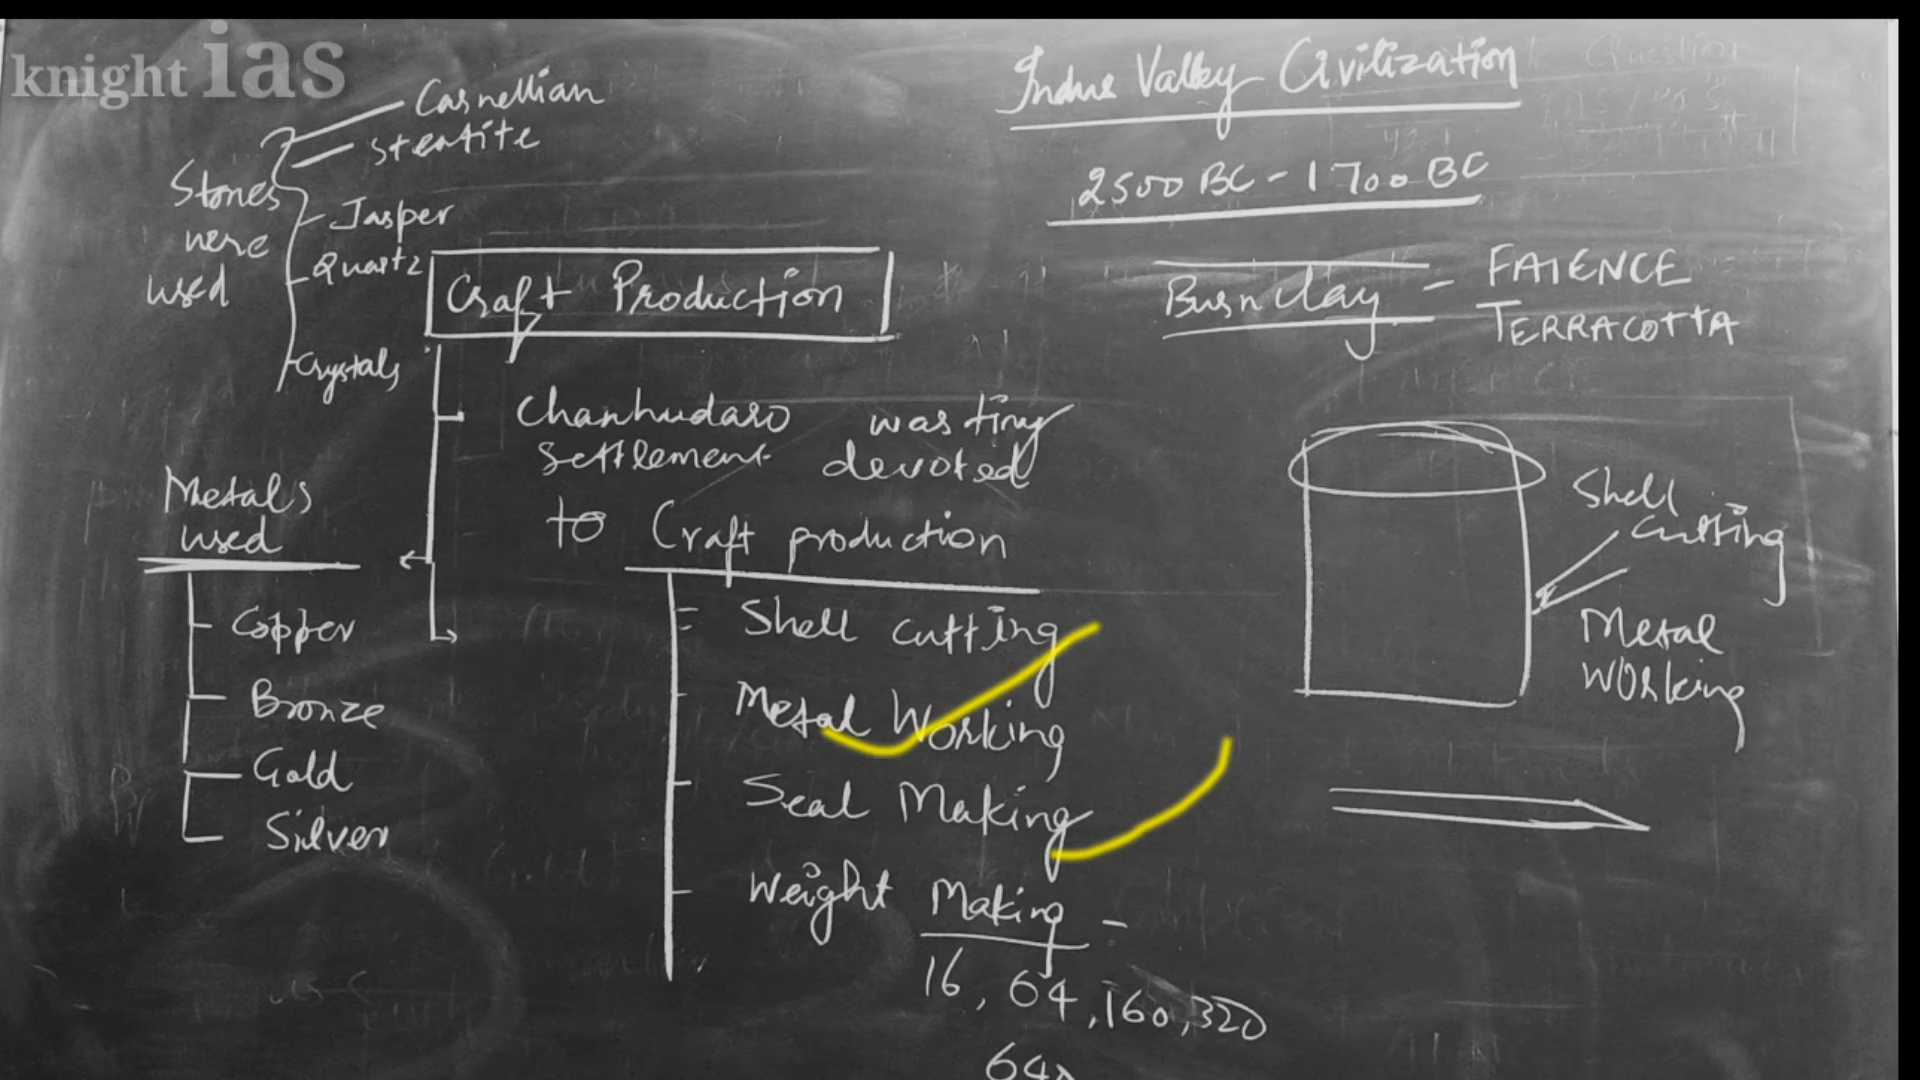 knight ias
Indus Valley Civilization
2500 BC - 1700 BC
Burn Clay - FAIENCE
TERRACOTTA
Stones
were
used
Carnellian
steatite
Jasper
Quartz
Crystals
Craft Production
Chanhudaro was tiny
settlement devoted
to Craft production
Metals
used
Copper
Bronze
Gold
Silver
Shell cutting
Metal Working
Seal Making
Weight Making -
16, 64, 160, 320
640
Shell
cutting
Metal
Working